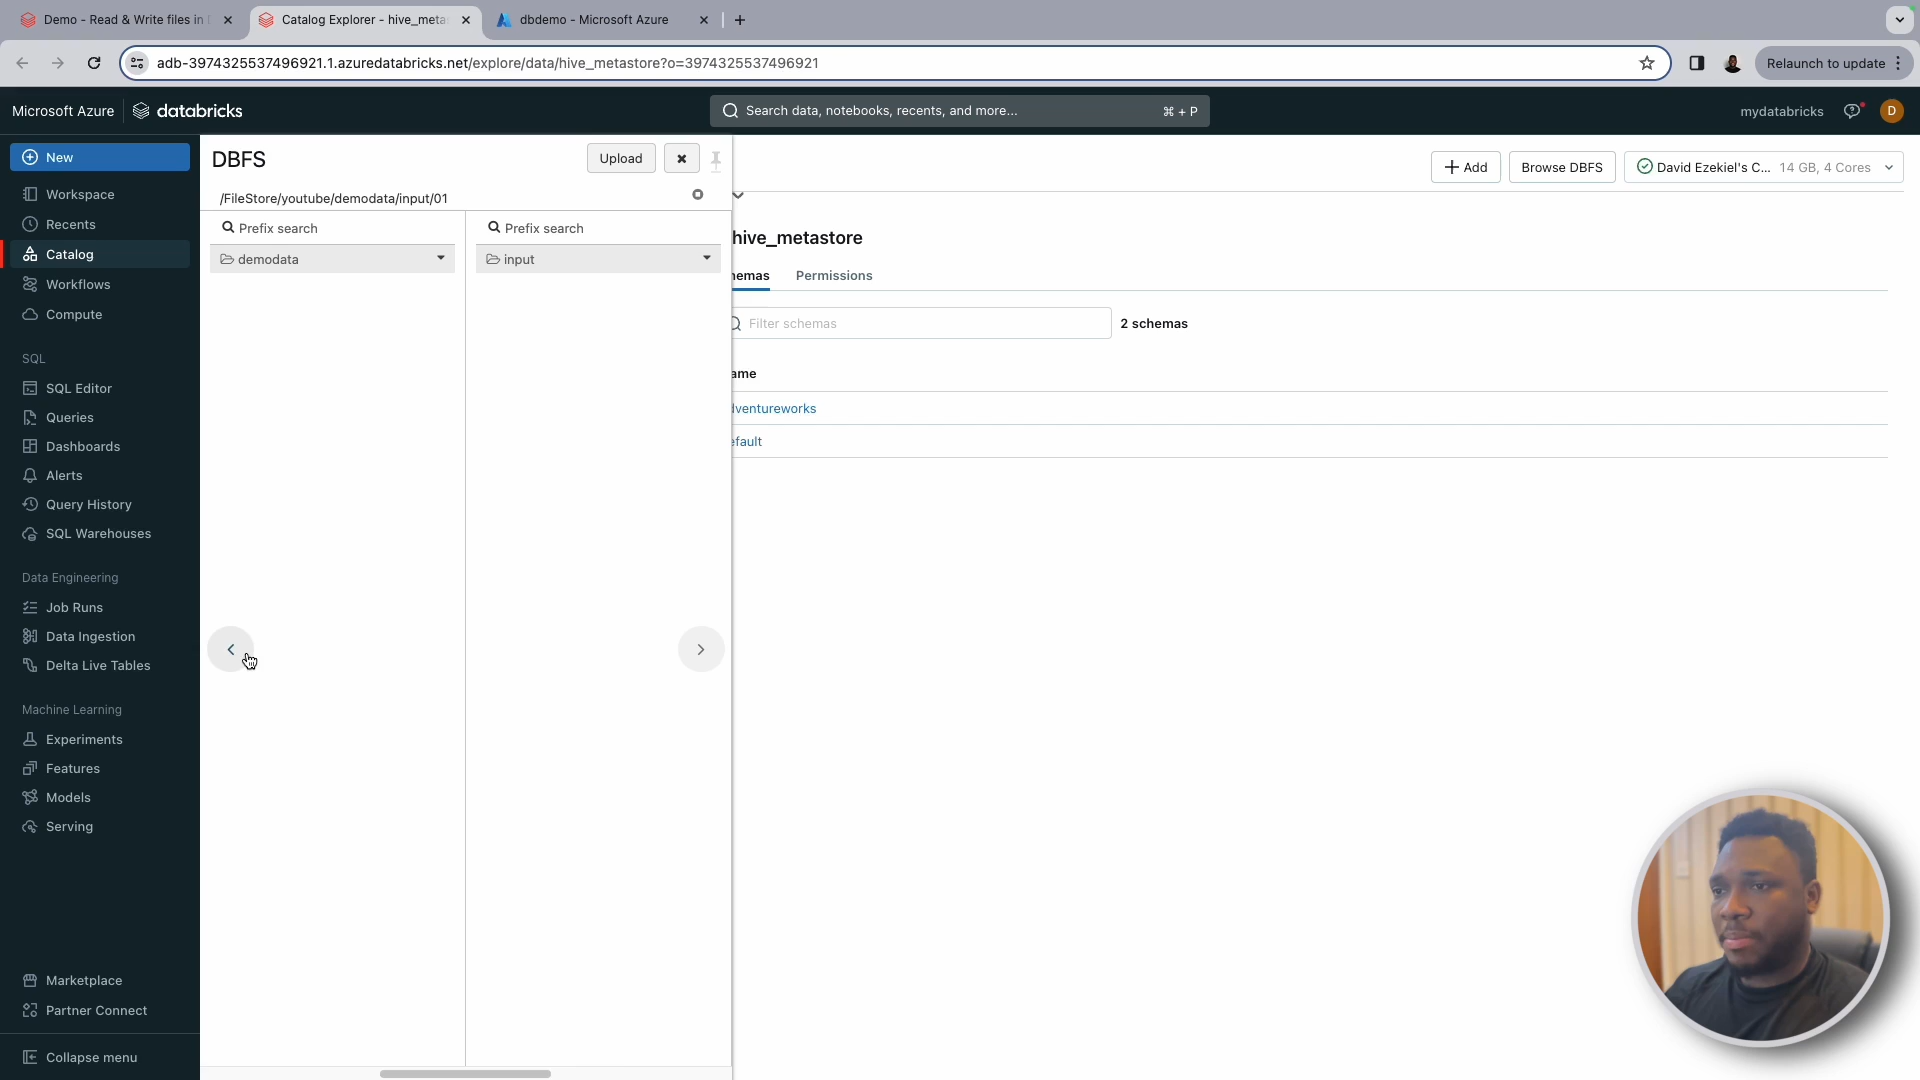 Demo - Read & Write files in
Catalog Explorer - hive_meta
dbdemo - Microsoft Azure
adb-3974325537496921.1.azuredatabricks.net/explore/data/hive_metastore?o=3974325537496921
Relaunch to update
Microsoft Azure
databricks
Search data, notebooks, recents, and more...
⌘ + P
mydatabricks
D
New
Workspace
Recents
Catalog
Workflows
Compute
SQL
SQL Editor
Queries
Dashboards
Alerts
Query History
SQL Warehouses
Data Engineering
Job Runs
Data Ingestion
Delta Live Tables
Machine Learning
Experiments
Features
Models
Serving
Marketplace
Partner Connect
Collapse menu
DBFS
Upload
/FileStore/youtube/demodata/input/01
Prefix search
demodata
Prefix search
input
Add
Browse DBFS
David Ezekiel's C... 14 GB, 4 Cores
hive_metastore
hemas
Permissions
Filter schemas
2 schemas
ame
dventureworks
efault